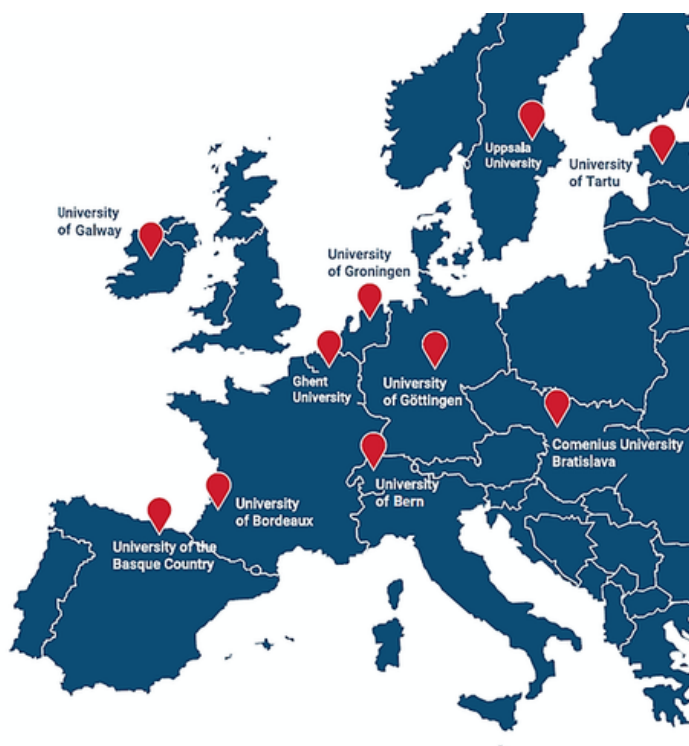 Uppsala
University
University
of Tartu
University
of Galway
University
of Groningen
Ghent
University
University
of Göttingen
Comenius University
Bratislava
University
of Bern
University
of Bordeaux
University of the
Basque Country